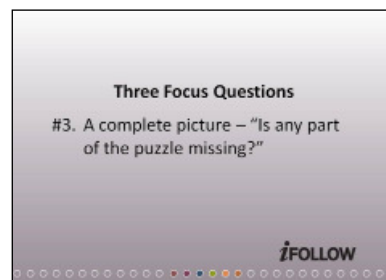 Three Focus Questions
#3. A complete picture – “Is any part
of the puzzle missing?”
iFOLLOW